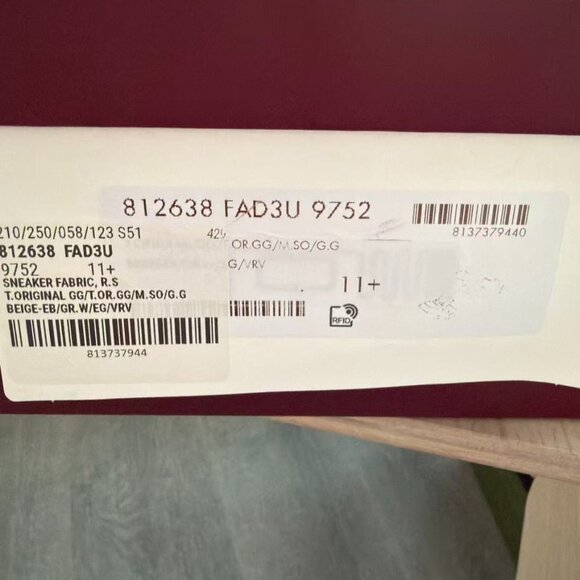 812638 FAD3U 9752
8137379440
210/250/058/123 S51
429
812638 FAD3U
T.OR.GG/M.SO/G.G
9752 11+
G/VRV
SNEAKER FABRIC, R.S
11+
T.ORIGINAL GG/T.OR.GG/M.SO/G.G
BEIGE-EB/GR.W/EG/VRV
RFID
813737944